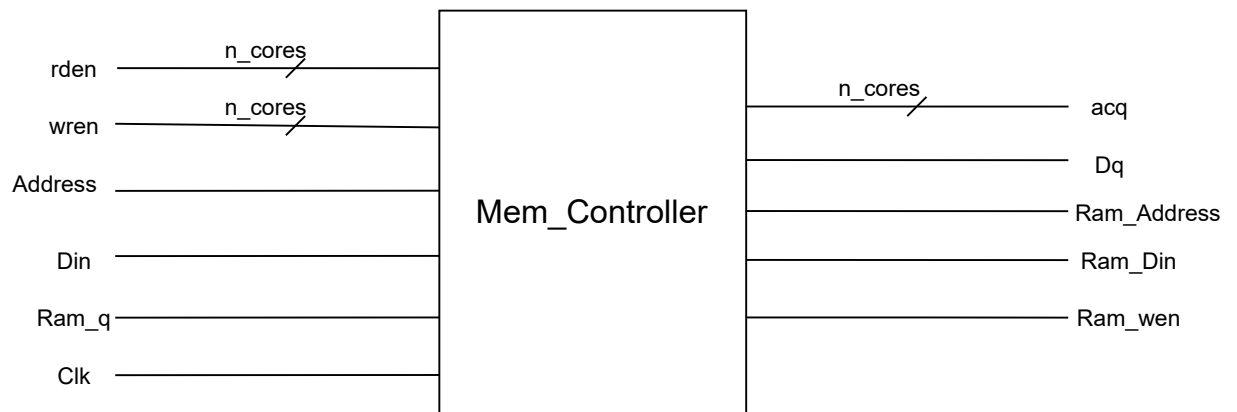 n_cores
rden
n_cores
wren
Address
Din
Ram_q
Clk
Mem_Controller
n_cores
acq
Dq
Ram_Address
Ram_Din
Ram_wen